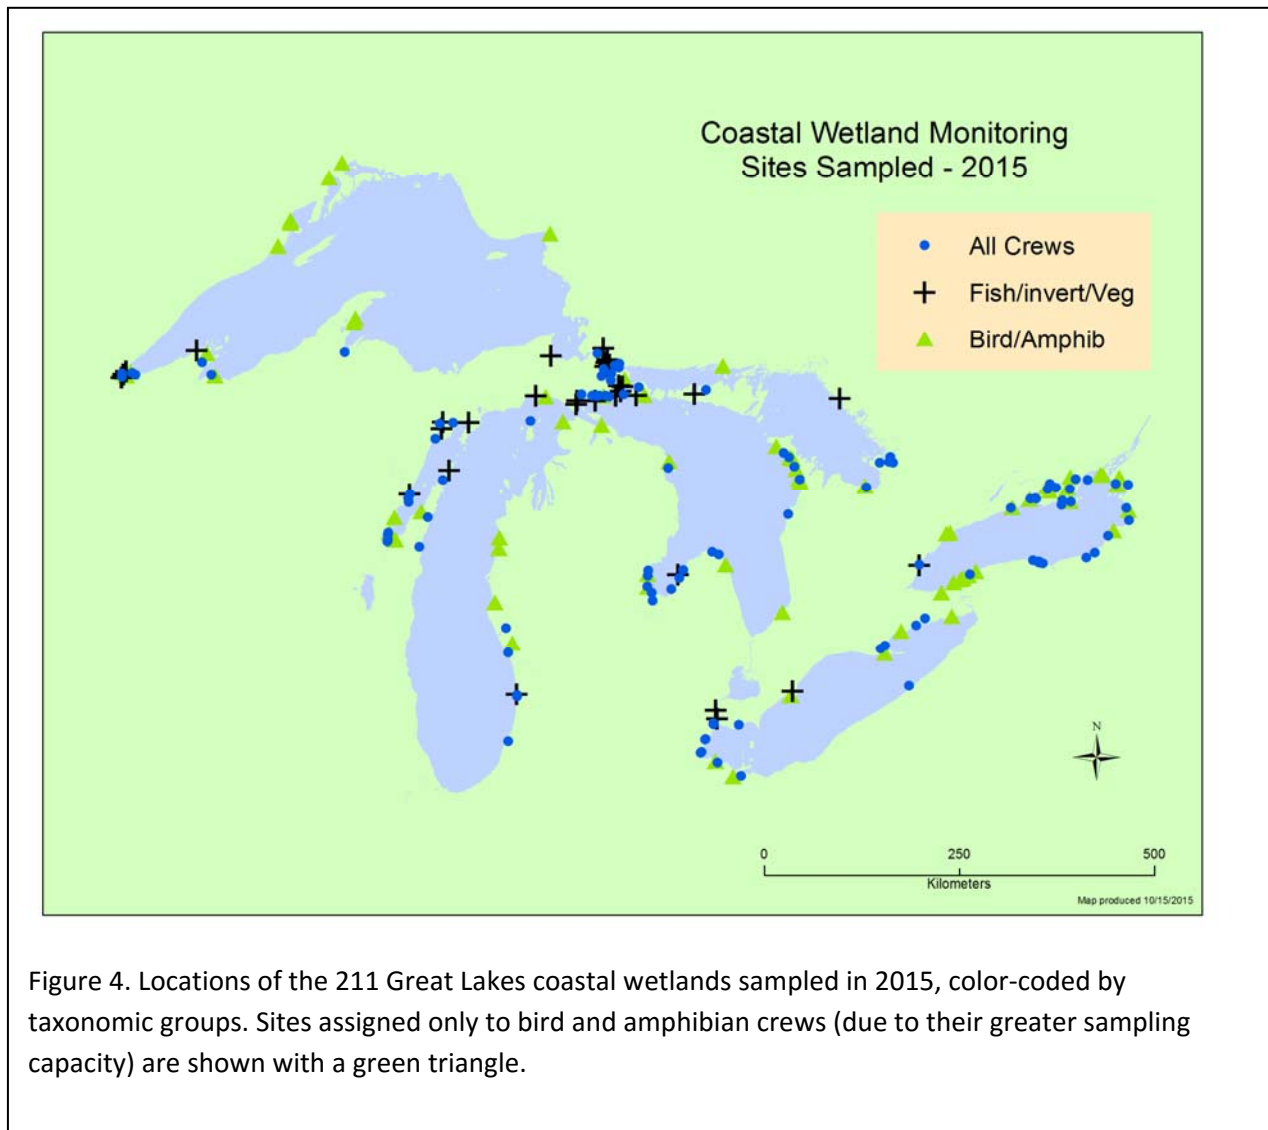 Coastal Wetland Monitoring
Sites Sampled - 2015
All Crews
Fish/invert/Veg
Bird/Amphib
N
0 250 500
Kilometers
Map produced 10/15/2015
Figure 4. Locations of the 211 Great Lakes coastal wetlands sampled in 2015, color-coded by
taxonomic groups. Sites assigned only to bird and amphibian crews (due to their greater sampling
capacity) are shown with a green triangle.